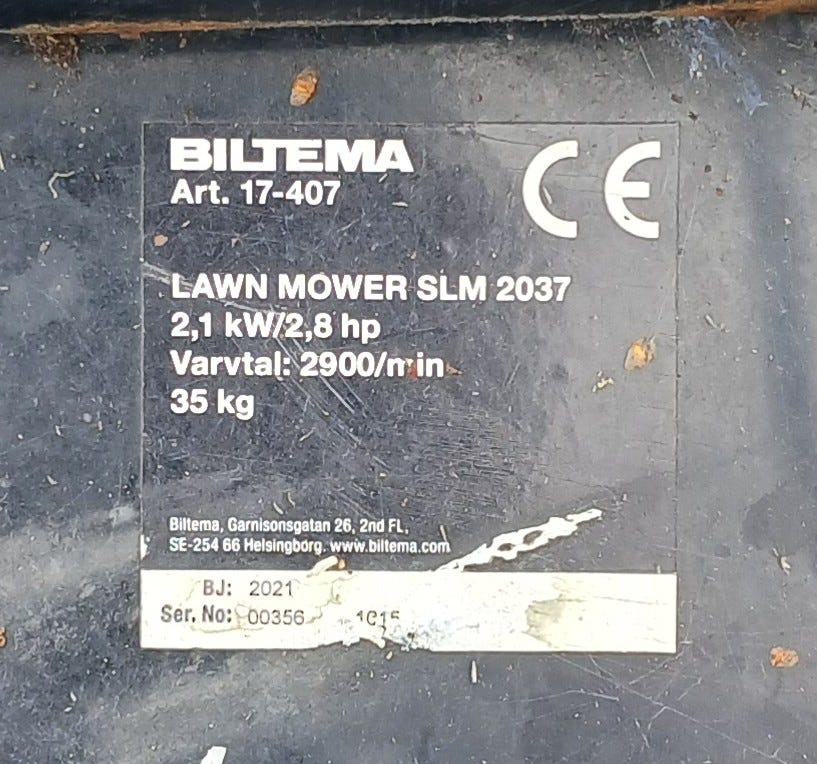 BILTEMA
Art. 17-407
CE
LAWN MOWER SLM 2037
2,1 kW/2,8 hp
Varvtal: 2900/min
35 kg
Biltema, Garnisonsgatan 26, 2nd FL,
SE-254 66 Helsingborg. www.biltema.com
BJ: 2021
Ser. No: 00356